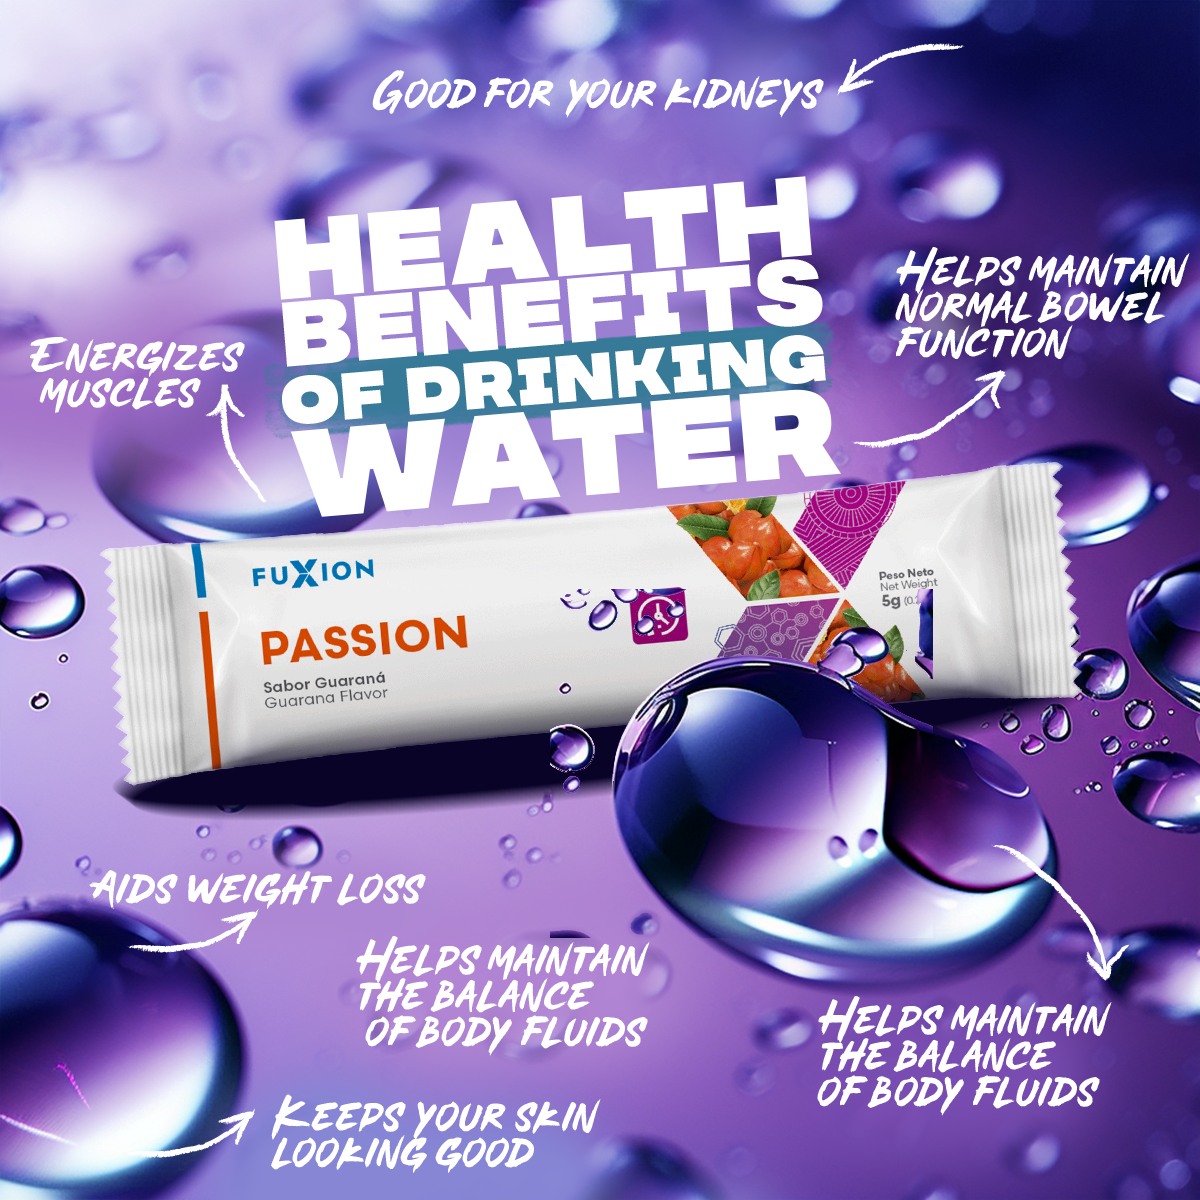 GOOD FOR YOUR KIDNEYS
HEALTH
BENEFITS
OF DRINKING
WATER
HELPS MAINTAIN
NORMAL BOWEL
FUNCTION
ENERGIZES
MUSCLES
FUXION
PASSION
Sabor Guaraná
Guarana Flavor
Peso Neto
Net Weight
5g
AIDS WEIGHT LOSS
HELPS MAINTAIN
THE BALANCE
OF BODY FLUIDS
HELPS MAINTAIN
THE BALANCE
OF BODY FLUIDS
KEEPS YOUR SKIN
LOOKING GOOD